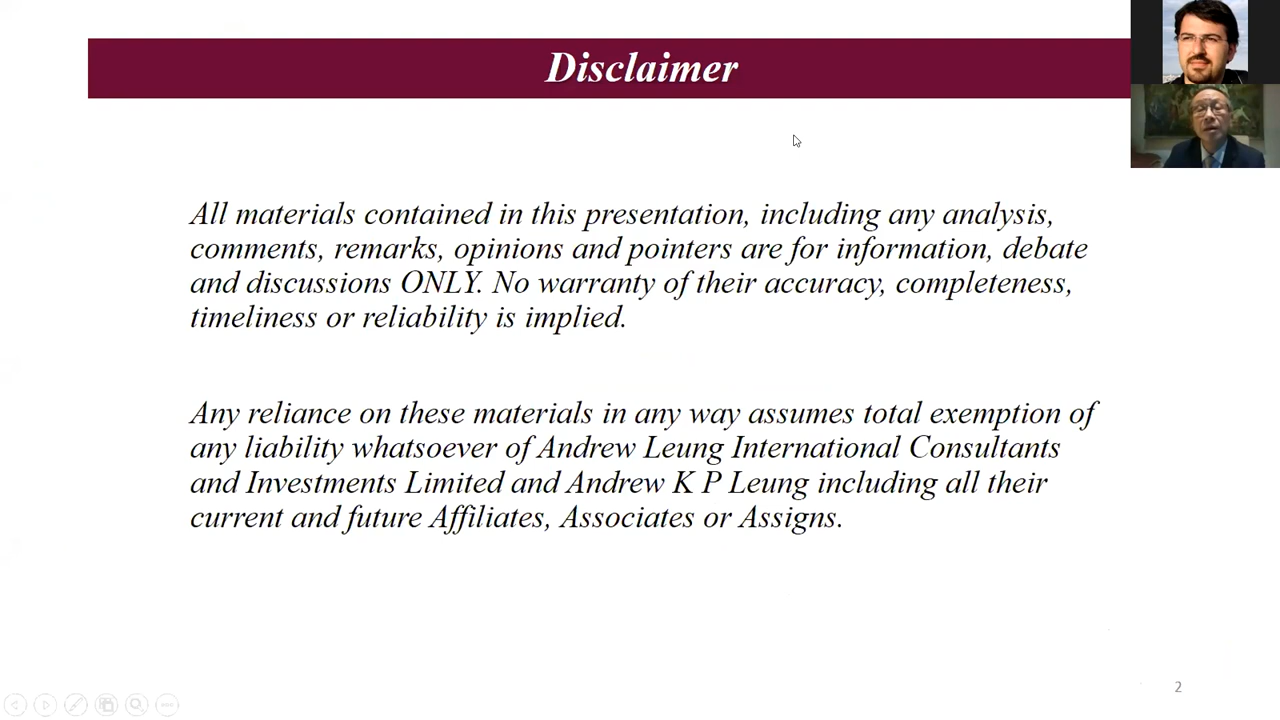 Disclaimer
All materials contained in this presentation, including any analysis,
comments, remarks, opinions and pointers are for information, debate
and discussions ONLY. No warranty of their accuracy, completeness,
timeliness or reliability is implied.
Any reliance on these materials in any way assumes total exemption of
any liability whatsoever of Andrew Leung International Consultants
and Investments Limited and Andrew K P Leung including all their
current and future Affiliates, Associates or Assigns.
2